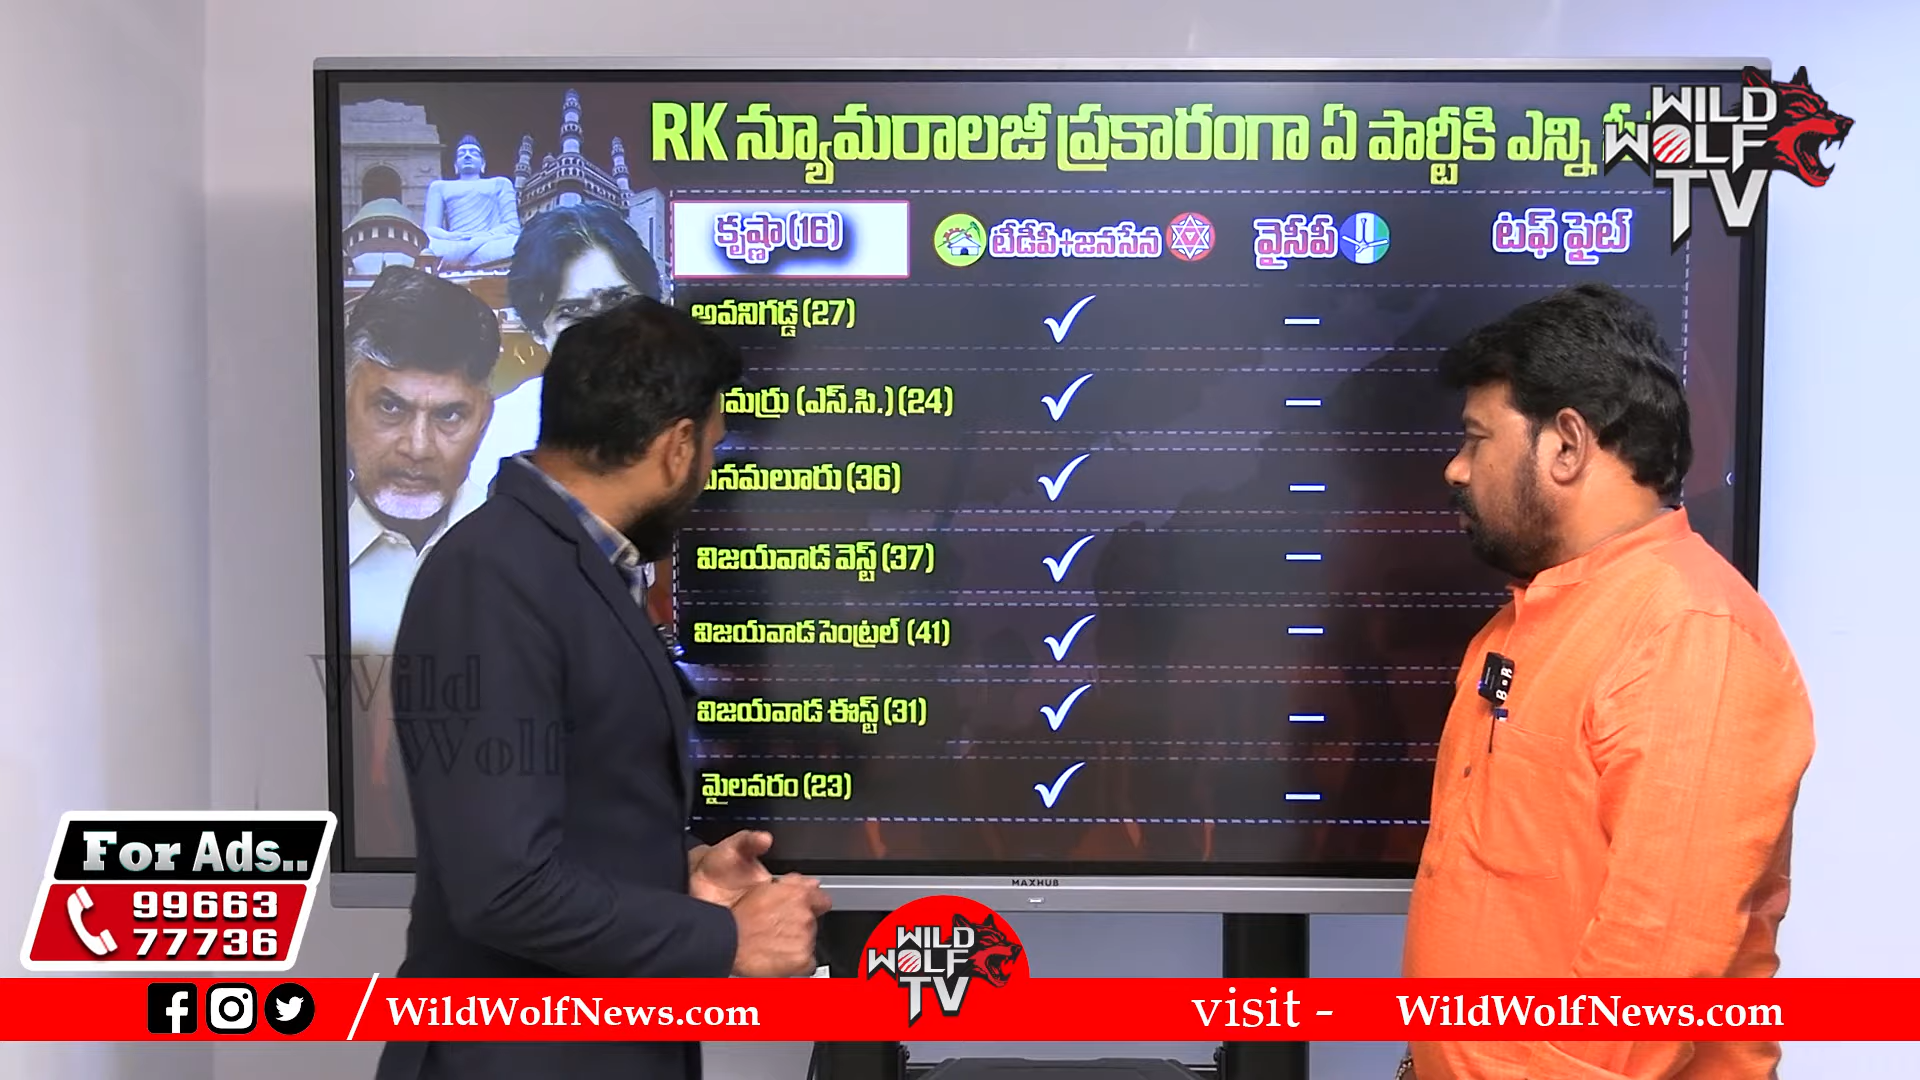 RK న్యూమరాలజీ ప్రకారంగా ఏ పార్టీకి ఎన్ని
WILD
WOLF
TV
కృష్ణా (16)
టీడీపీ+జనసేన
వైసీపీ
టఫ్ ఫైట్
అవనిగడ్డ (27)
(ఎస్.సి.) (24)
(36)
విజయవాడ వెస్ట్ (37)
విజయవాడ సెంట్రల్ (41)
విజయవాడ ఈస్ట్ (31)
మైలవరం (23)
Wild
Wolf
MAXHUB
For Ads..
99663
77736
WILD
WOLF
TV
WildWolfNews.com
visit - WildWolfNews.com